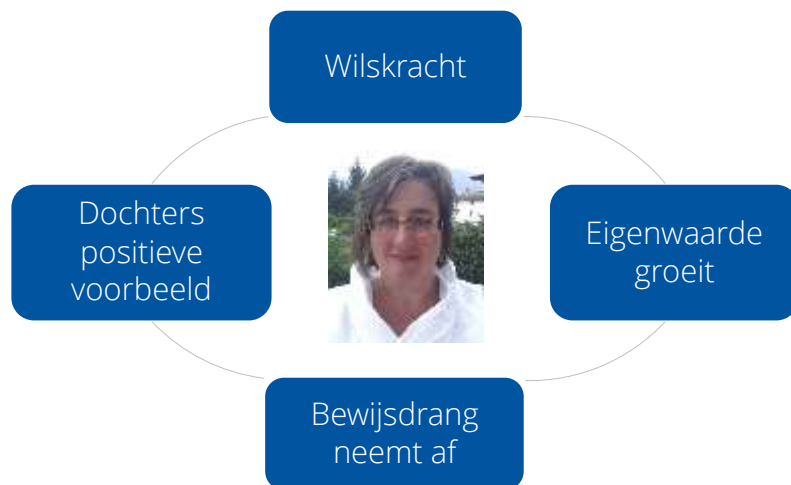 Wilskracht
Dochters
positieve
voorbeeld
Eigenwaarde
groeit
Bewijsdrang
neemt af